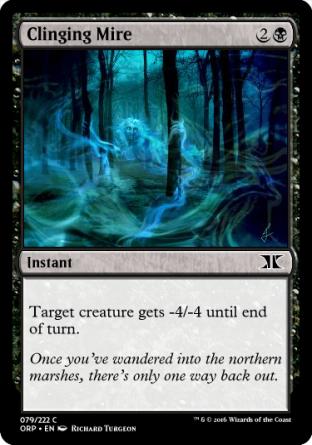 Clinging Mire 2
Instant
Target creature gets -4/-4 until end
of turn.
Once you've wandered into the northern
marshes, there's only one way back out.
079/222 C
ORP • EN RICHARD TURGEON
™ & © 2016 Wizards of the Coast